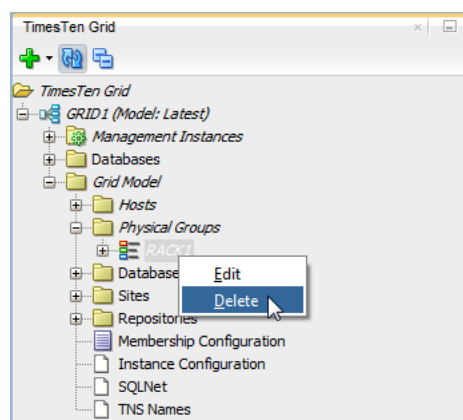 TimesTen Grid
TimesTen Grid
GRID1 (Model: Latest)
Management Instances
Databases
Grid Model
Hosts
Physical Groups
RACK1
Edit
Database
Delete
Sites
Repositories
Membership Configuration
Instance Configuration
SQLNet
TNS Names